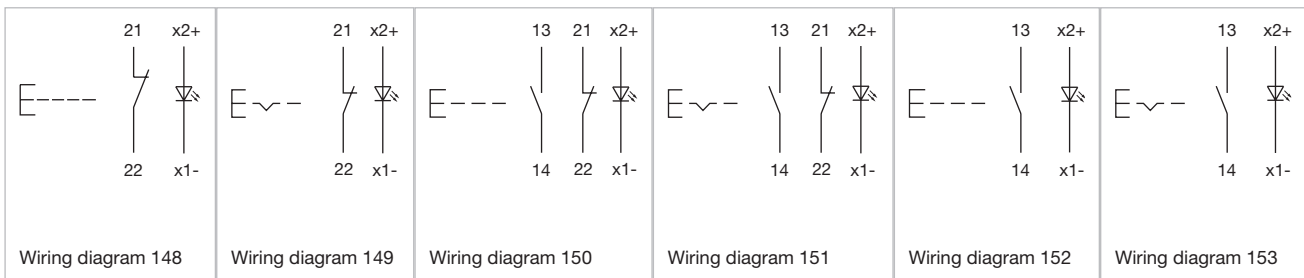 21 x2+ 21 x2+ 13 21 x2+ 13 21 x2+ 13 x2+ 13 x2+
22 x1- 22 x1- 14 22 x1- 14 22 x1- 14 x1- 14 x1-
Wiring diagram 148 Wiring diagram 149 Wiring diagram 150 Wiring diagram 151 Wiring diagram 152 Wiring diagram 153